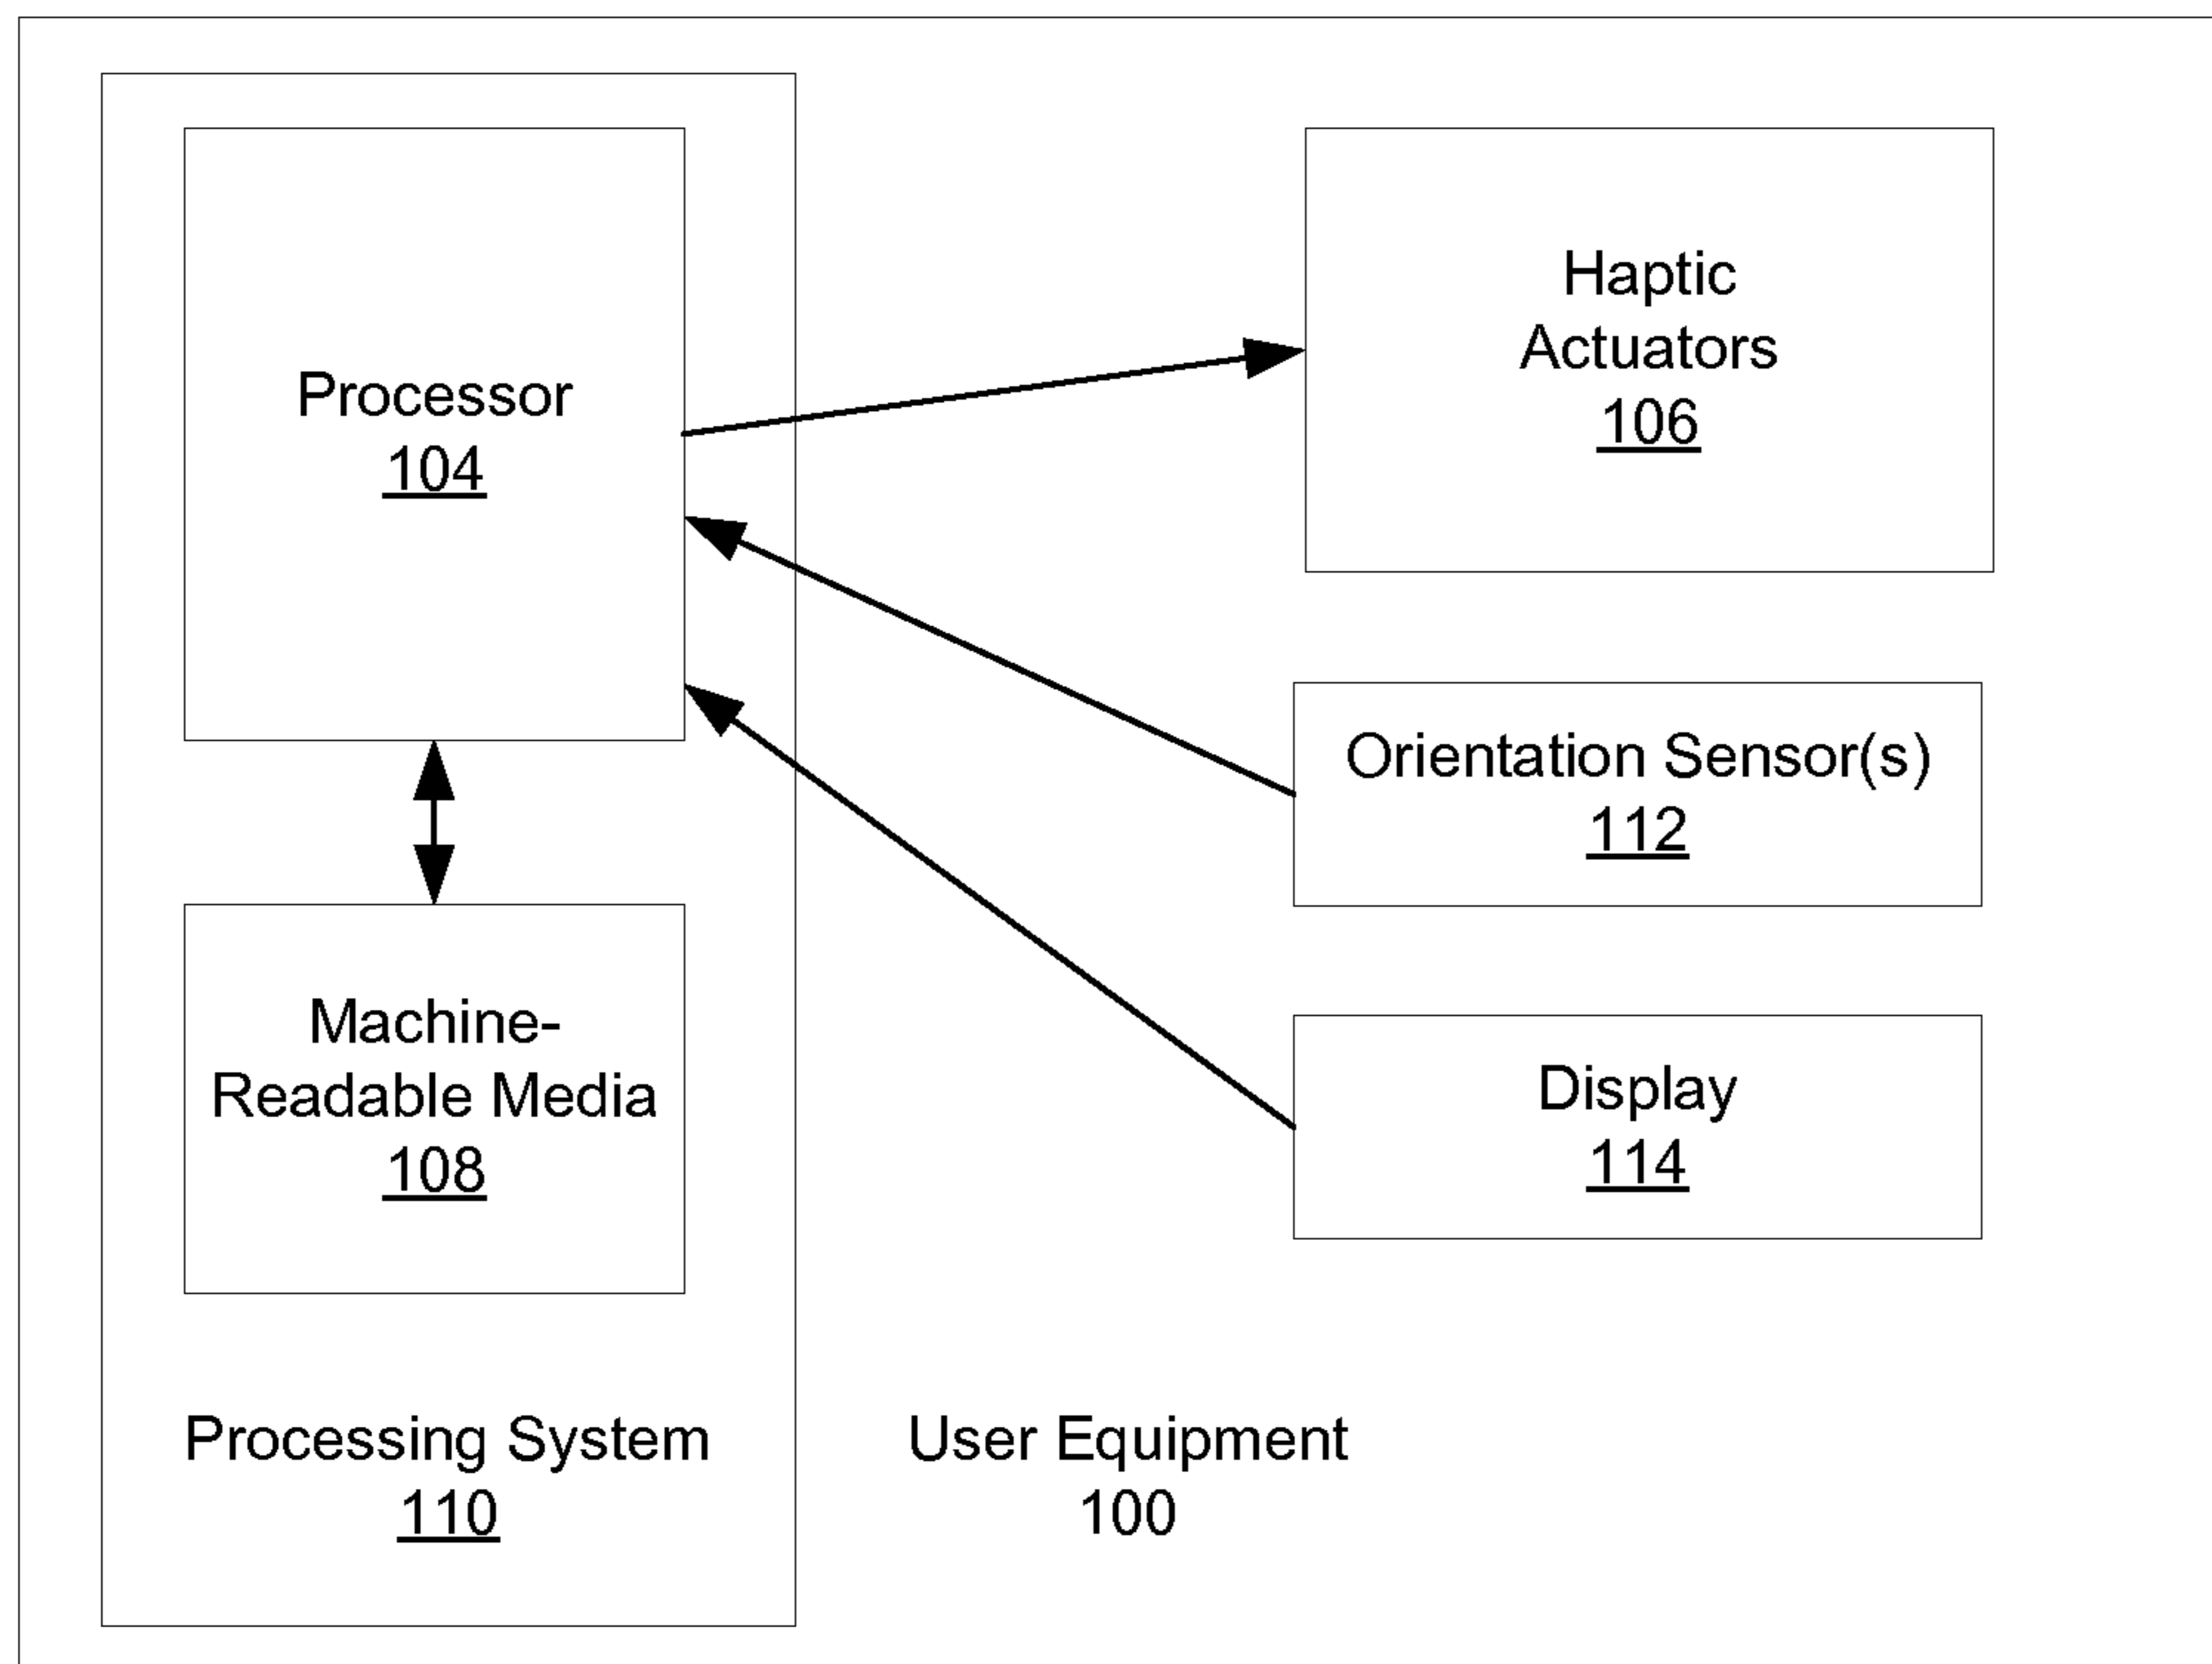 Processor
104
Haptic
Actuators
106
Orientation Sensor(s)
112
Machine-
Readable Media
108
Display
114
Processing System
110
User Equipment
100